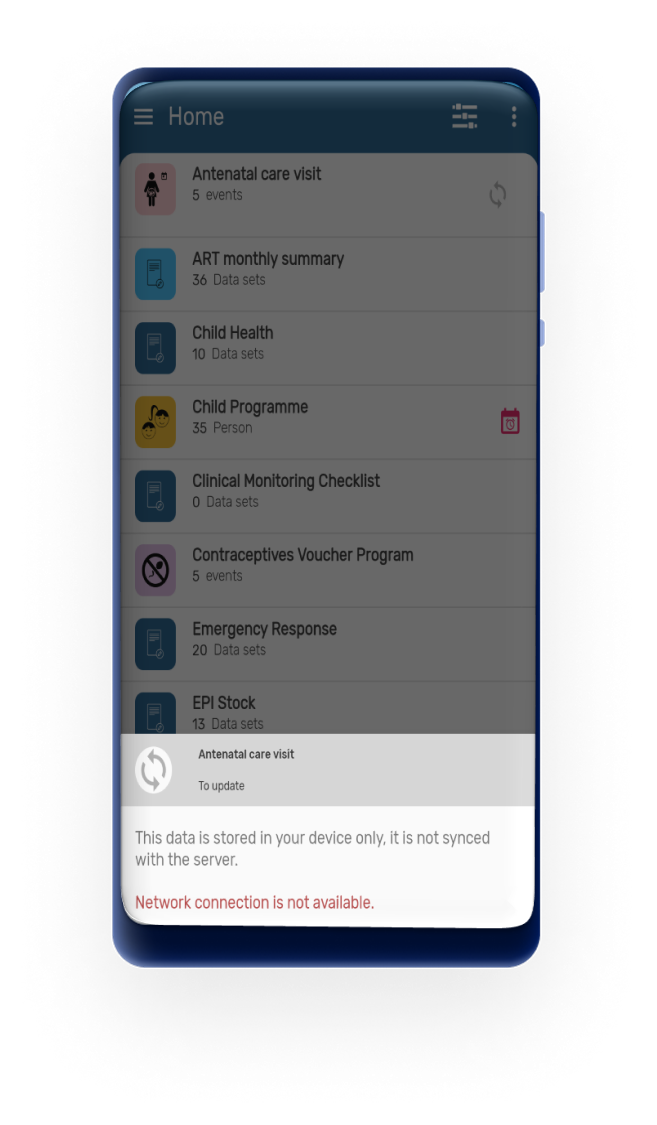 Home
Antenatal care visit
5 events
ART monthly summary
36 Data sets
Child Health
10 Data sets
Child Programme
35 Person
Clinical Monitoring Checklist
0 Data sets
Contraceptives Voucher Program
5 events
Emergency Response
20 Data sets
EPI Stock
13 Data sets
Antenatal care visit
To update
This data is stored in your device only, it is not synced
with the server.
Network connection is not available.